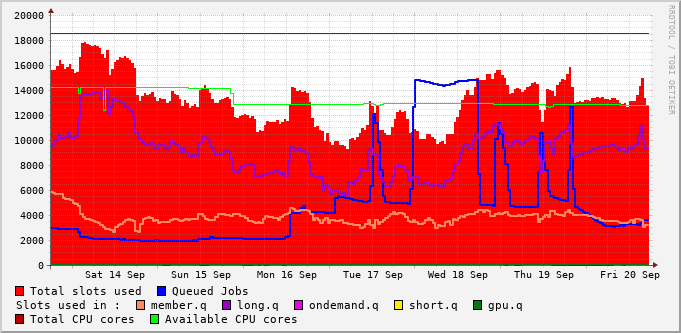 20000
18000
16000
14000
12000
10000
8000
6000
4000
2000
0
Sat 14 Sep Sun 15 Sep Mon 16 Sep Tue 17 Sep Wed 18 Sep Thu 19 Sep Fri 20 Sep
RRDTOOL / TOBI OETIKER
Total slots used Queued Jobs
Slots used in : member.q long.q ondemand.q short.q gpu.q
Total CPU cores Available CPU cores